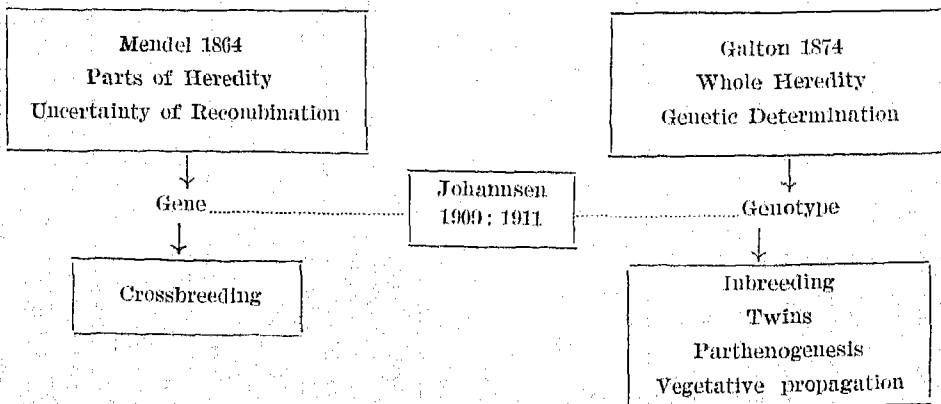 Mendel 1864
Parts of Heredity
Uncertainty of Recombination
Galton 1874
Whole Heredity
Genetic Determination
Gene
Johannsen
1909: 1911
Genotype
Crossbreeding
Inbreeding
Twins
Parthenogenesis
Vegetative propagation